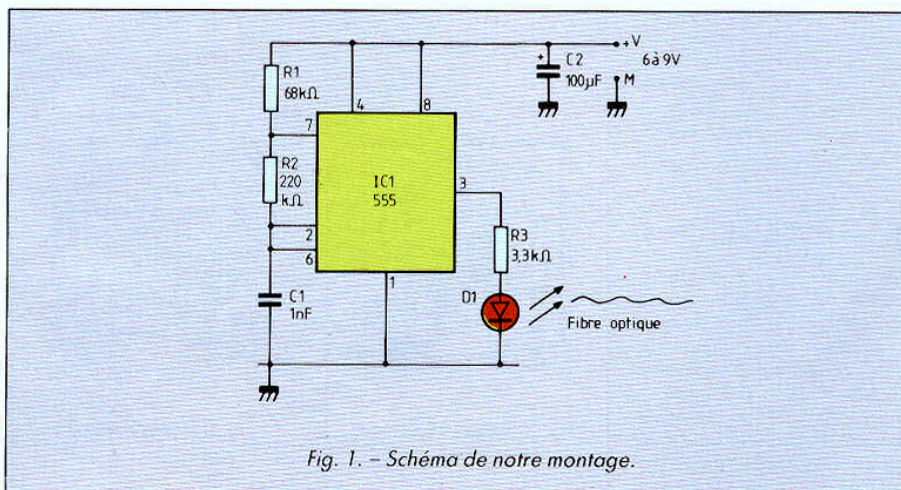 R1
68kΩ
7
R2
220
kΩ
2
6
C1
1nF
4
8
IC1
555
3
1
R3
3,3kΩ
D1
Fibre optique
+
C2
100µF
+V
6 à 9V
M
Fig. 1. – Schéma de notre montage.